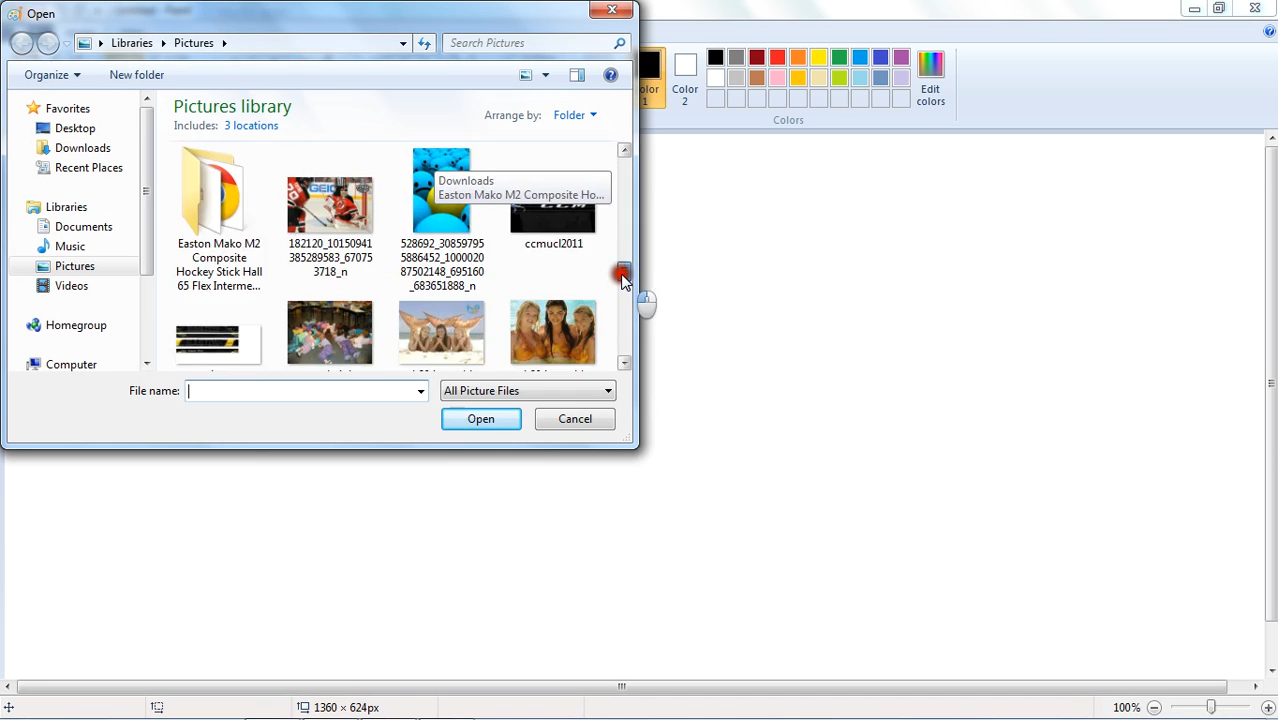 Open
Libraries
Pictures
Search Pictures
Organize
New folder
Favorites
Desktop
Downloads
Recent Places
Libraries
Documents
Music
Pictures
Videos
Homegroup
Computer
Pictures library
Includes: 3 locations
Arrange by: Folder
Downloads
Easton Mako M2 Composite Ho...
GEICO
CCM
Easton Mako M2
Composite
Hockey Stick Hall
65 Flex Interme...
182120_10150941
385289583_67075
3718_n
528692_30859795
5886452_1000020
87502148_695160
_683651888_n
ccmucl2011
File name:
All Picture Files
Open
Cancel
Color
2
1
Edit
colors
Colors
1360 × 624px
100%